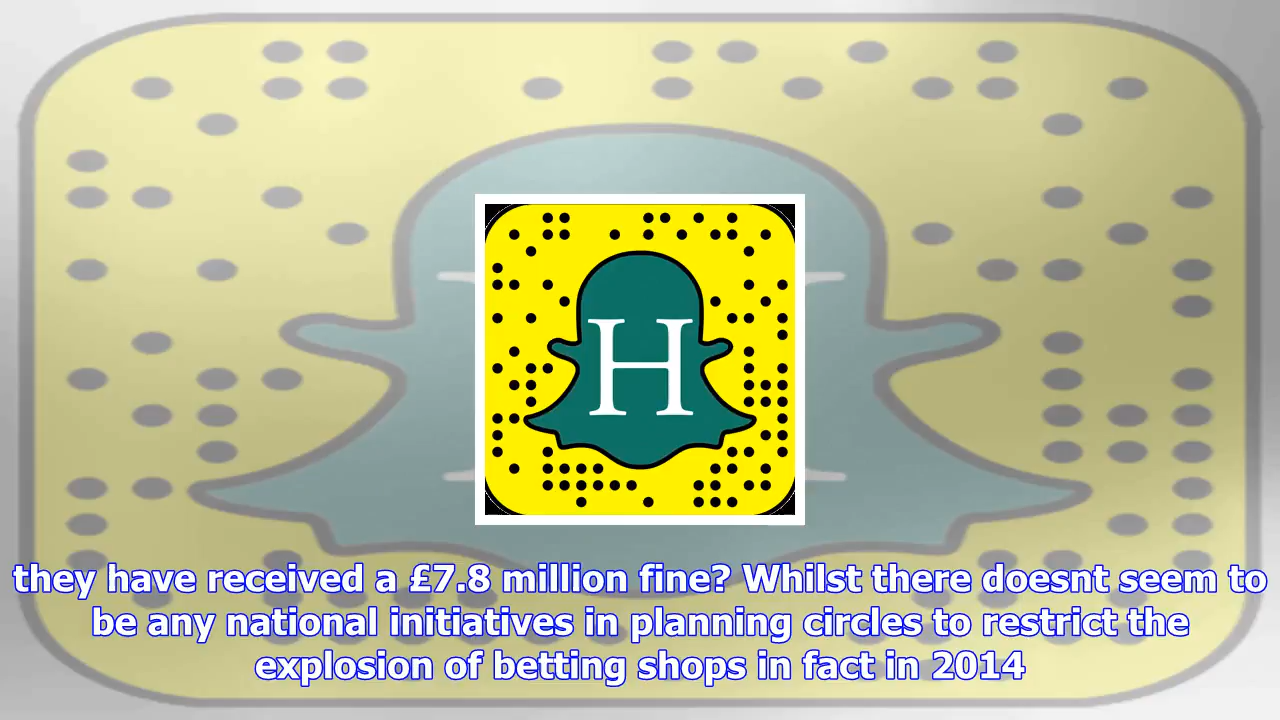 H
they have received a £7.8 million fine? Whilst there doesnt seem to
be any national initiatives in planning circles to restrict the
explosion of betting shops in fact in 2014